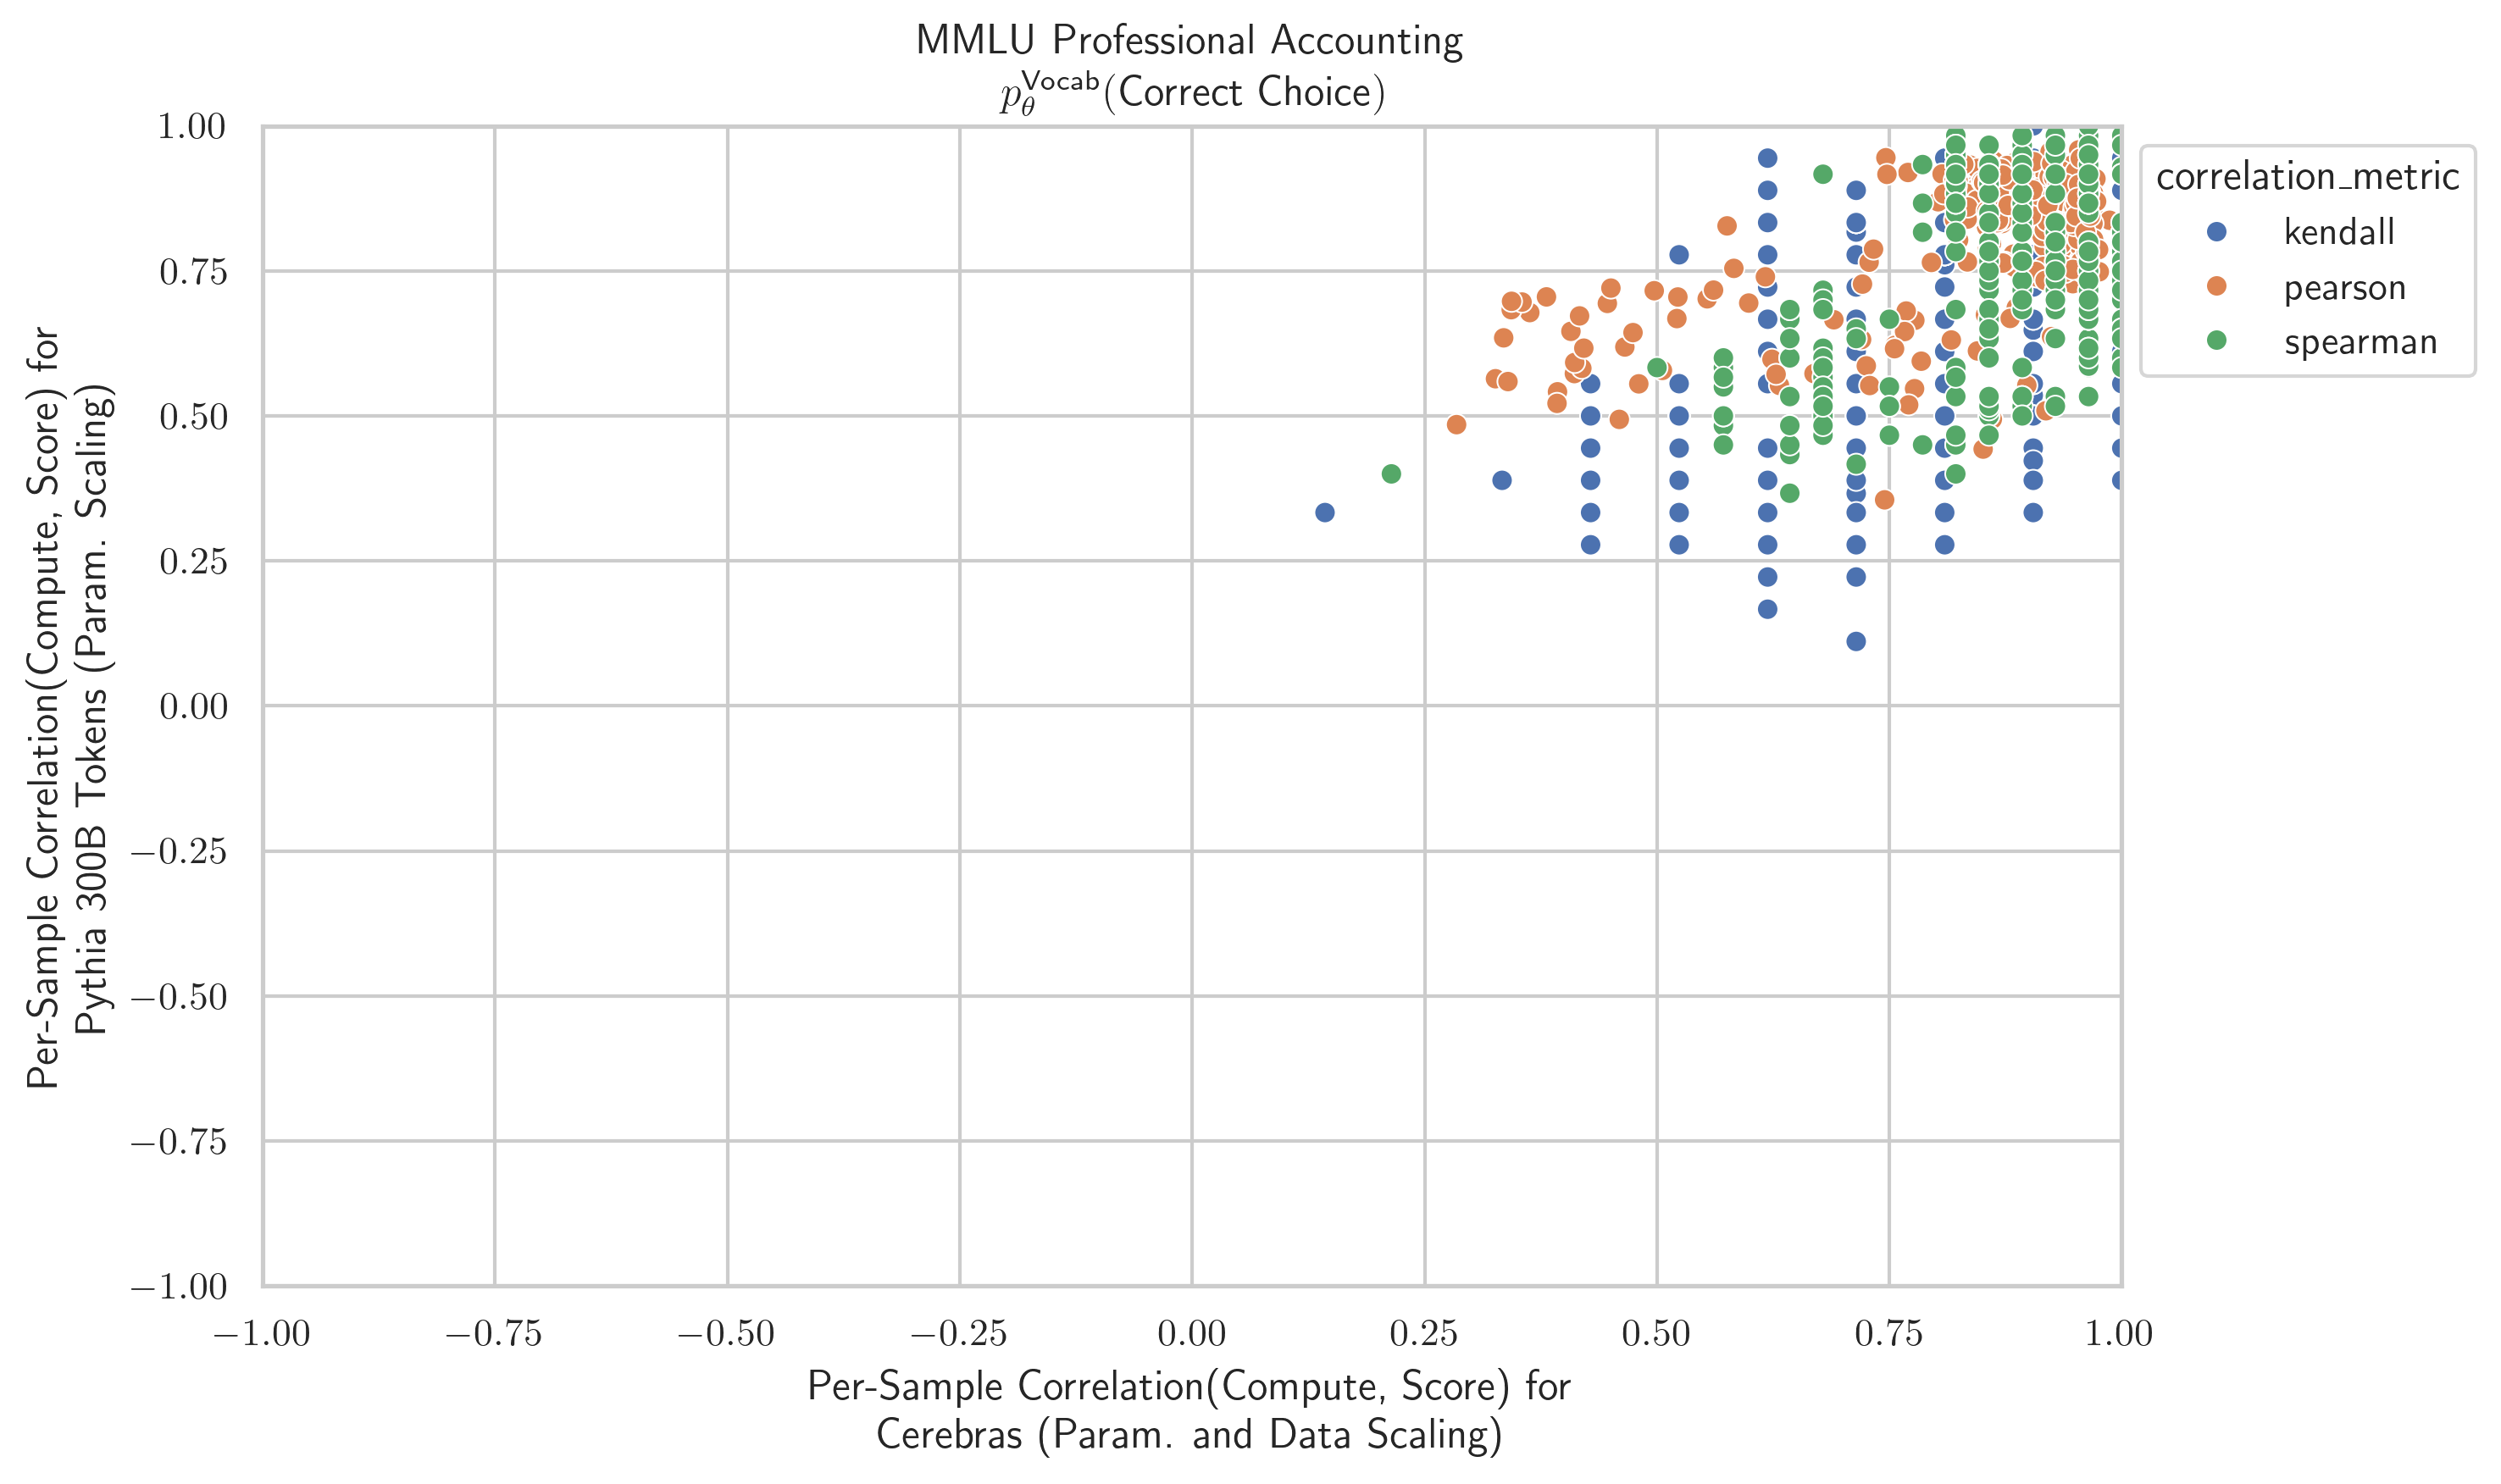 MMLU Professional Accounting
p_θ^Vocab(Correct Choice)
1.00
0.75
0.50
0.25
0.00
−0.25
−0.50
−0.75
−1.00
Per-Sample Correlation(Compute, Score) for
Pythia 300B Tokens (Param. Scaling)
−1.00 −0.75 −0.50 −0.25 0.00 0.25 0.50 0.75 1.00
Per-Sample Correlation(Compute, Score) for
Cerebras (Param. and Data Scaling)
correlation_metric
kendall
pearson
spearman